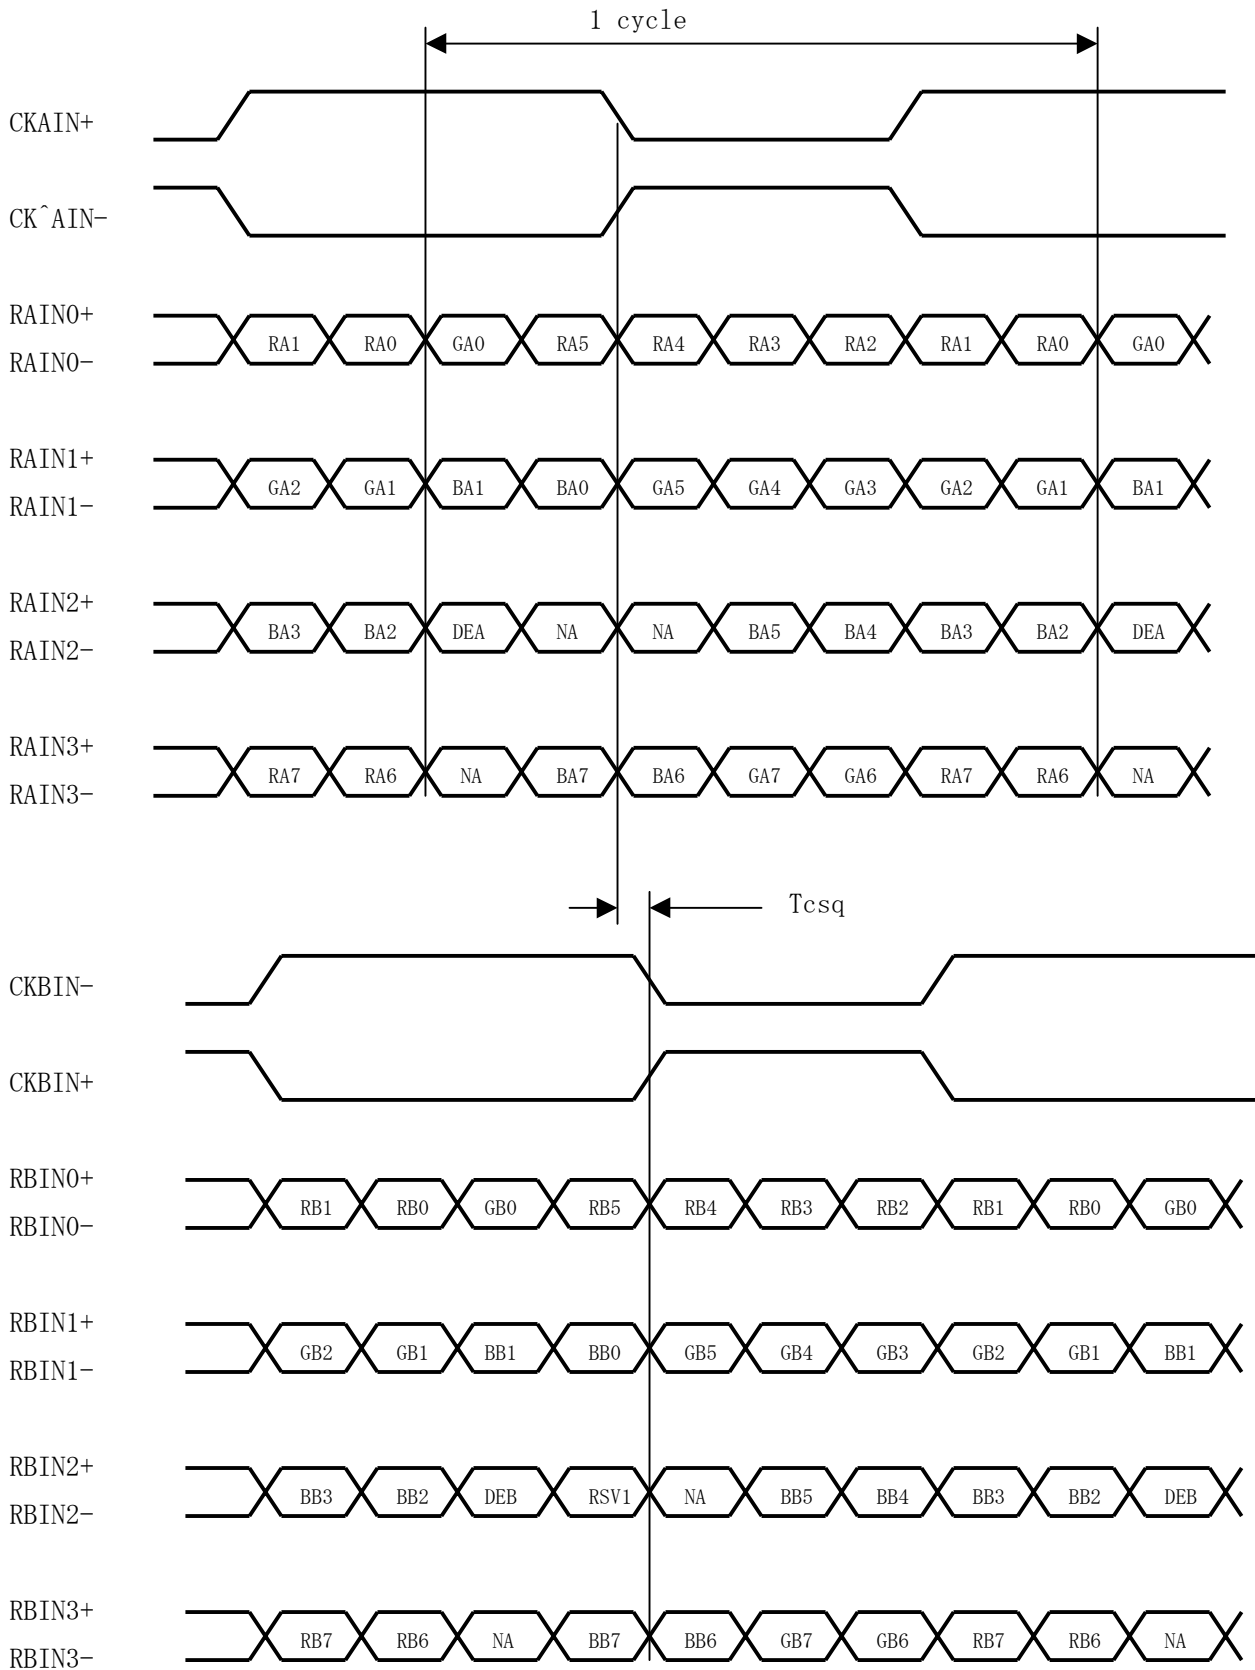 1 cycle
CKAIN+
CK^AIN-
RAIN0+
RA1 RA0 GA0 RA5 RA4 RA3 RA2 RA1 RA0 GA0
RAIN0-
RAIN1+
GA2 GA1 BA1 BA0 GA5 GA4 GA3 GA2 GA1 BA1
RAIN1-
RAIN2+
BA3 BA2 DEA NA NA BA5 BA4 BA3 BA2 DEA
RAIN2-
RAIN3+
RA7 RA6 NA BA7 BA6 GA7 GA6 RA7 RA6 NA
RAIN3-
Tcsq
CKBIN-
CKBIN+
RBIN0+
RB1 RB0 GB0 RB5 RB4 RB3 RB2 RB1 RB0 GB0
RBIN0-
RBIN1+
GB2 GB1 BB1 BB0 GB5 GB4 GB3 GB2 GB1 BB1
RBIN1-
RBIN2+
BB3 BB2 DEB RSV1 NA BB5 BB4 BB3 BB2 DEB
RBIN2-
RBIN3+
RB7 RB6 NA BB7 BB6 GB7 GB6 RB7 RB6 NA
RBIN3-